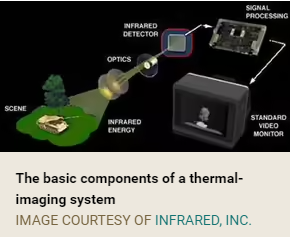 SIGNAL
PROCESSING
INFRARED
DETECTOR
OPTICS
SCENE
INFRARED
ENERGY
STANDARD
VIDEO
MONITOR
The basic components of a thermal-
imaging system
IMAGE COURTESY OF INFRARED, INC.